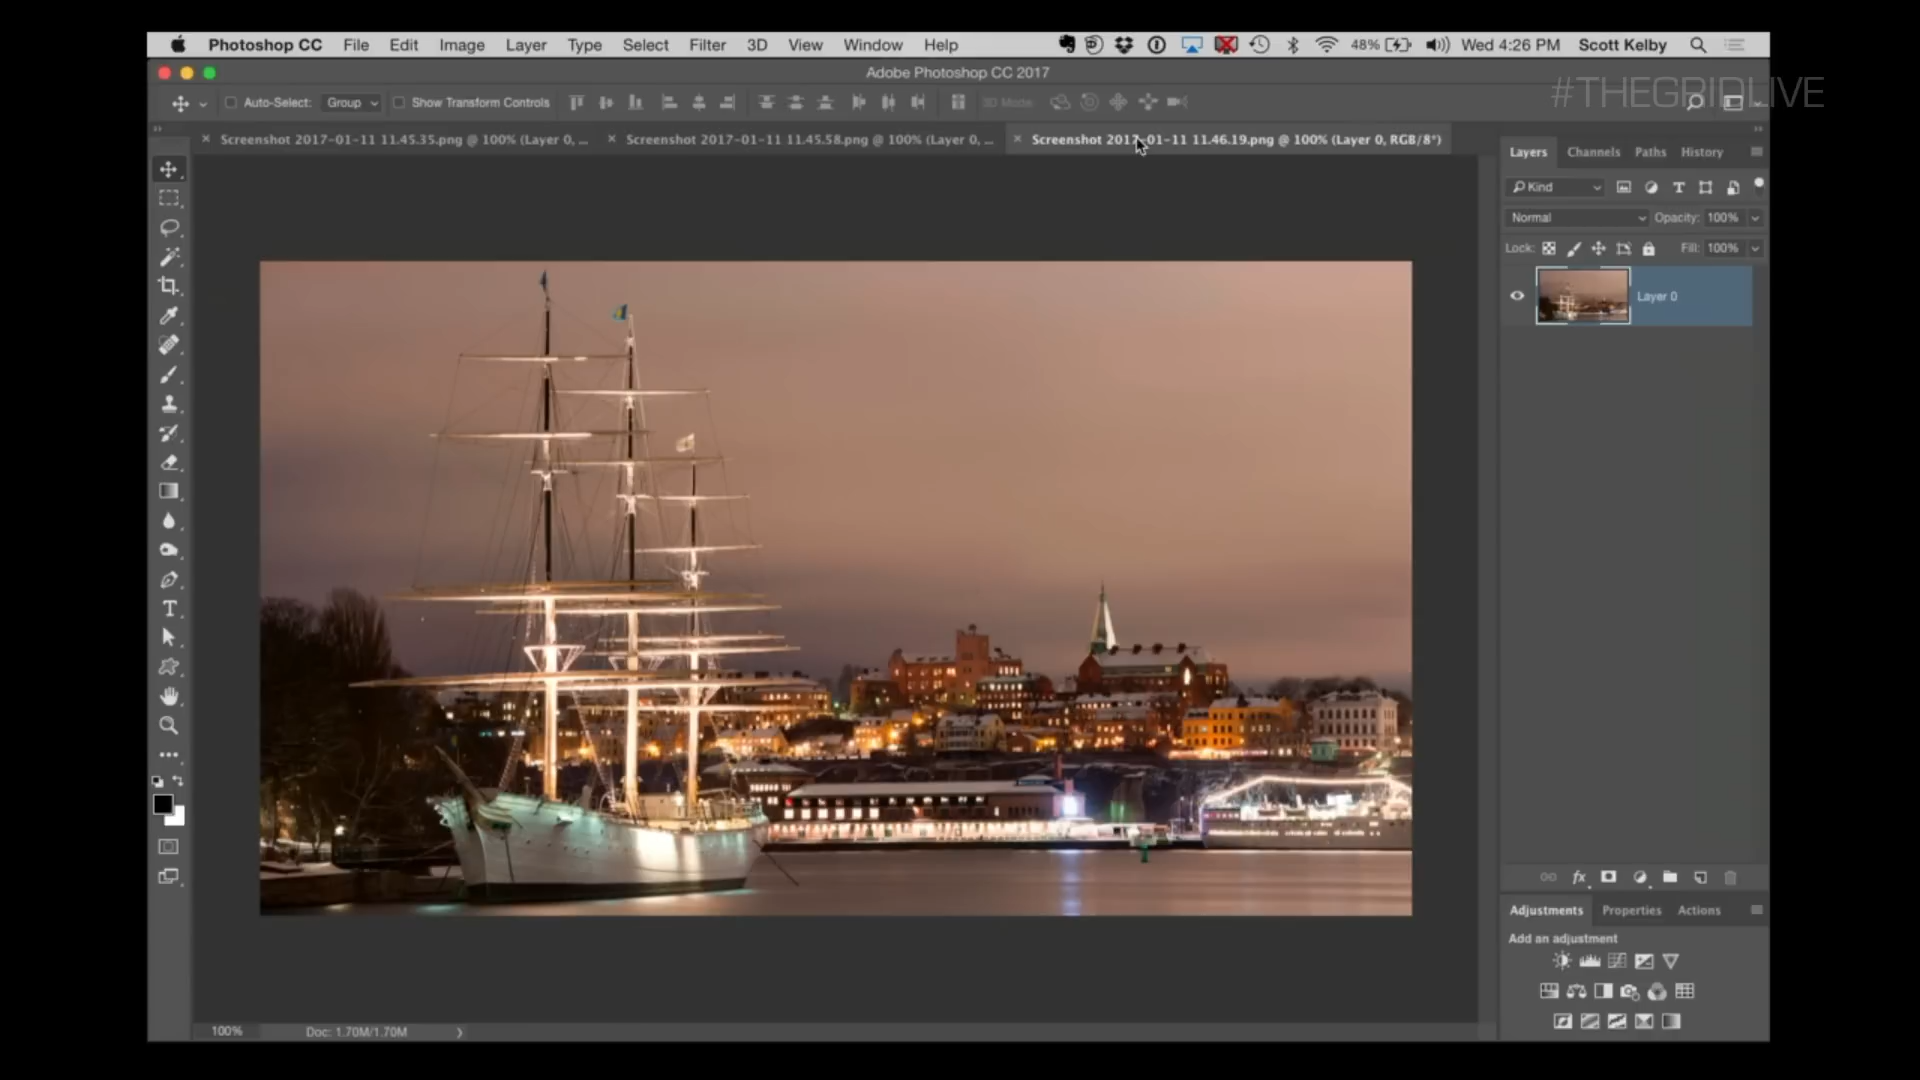 Photoshop CC File Edit Image Layer Type Select Filter 3D View Window Help 48% Wed 4:26 PM Scott Kelby
Adobe Photoshop CC 2017
#THEGRIDLIVE
Auto-Select: Group Show Transform Controls 3D Mode:
Screenshot 2017-01-11 11.45.35.png @ 100% (Layer 0, ...
Screenshot 2017-01-11 11.45.58.png @ 100% (Layer 0, ...
Screenshot 2017-01-11 11.46.19.png @ 100% (Layer 0, RGB/8*)
Layers Channels Paths History
Kind
Normal Opacity: 100%
Lock: Fill: 100%
Layer 0
Adjustments Properties Actions
Add an adjustment
100% Doc: 1.70M/1.70M